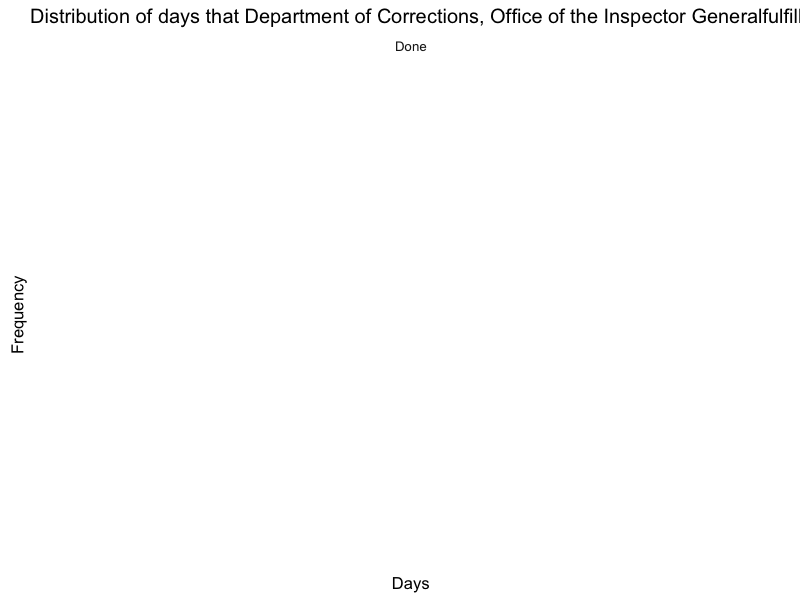 Distribution of days that Department of Corrections, Office of the Inspector Generalfulfill
Done
Frequency
Days